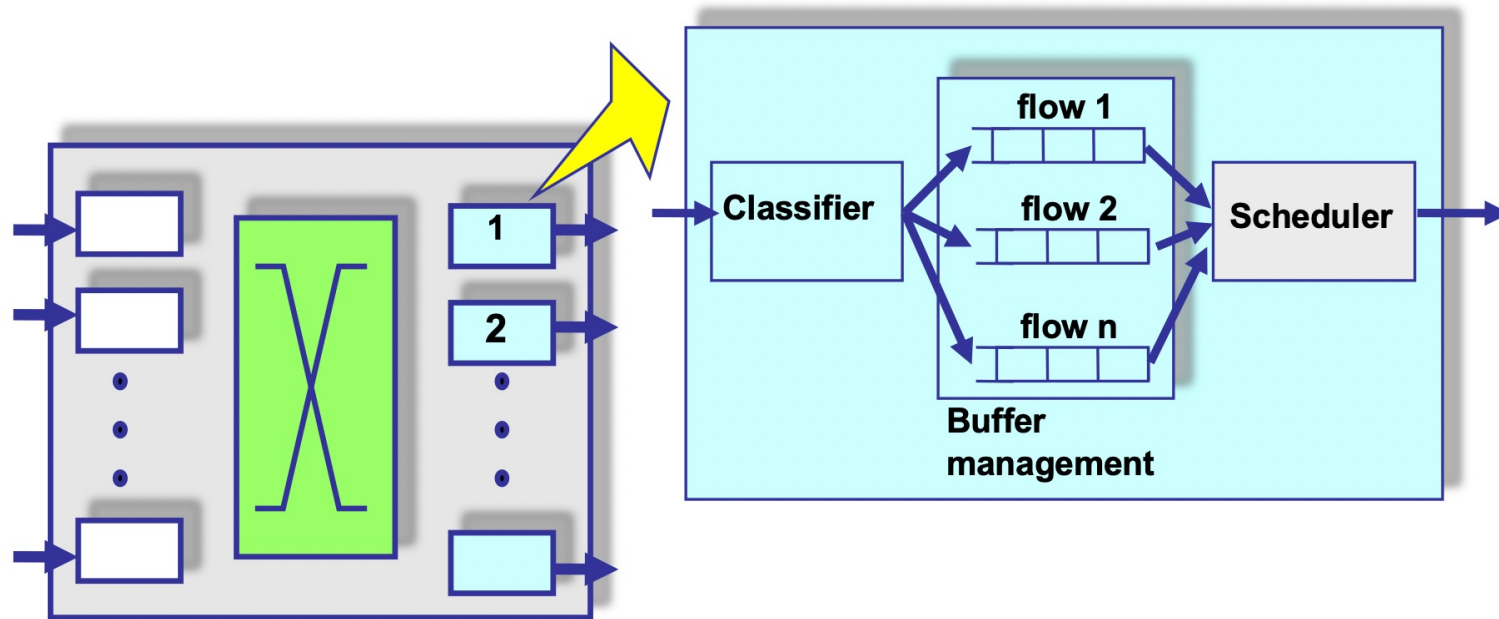 1
2
Classifier
flow 1
flow 2
flow n
Buffer
management
Scheduler